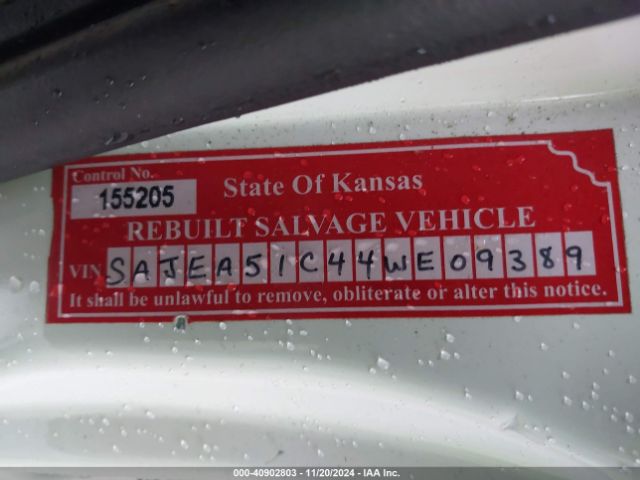 Control No.
155205
State Of Kansas
REBUILT SALVAGE VEHICLE
VIN SAJEA51C44WE09389
It shall be unlawful to remove, obliterate or alter this notice.
000-40902803 - 11/20/2024 - IAA Inc.